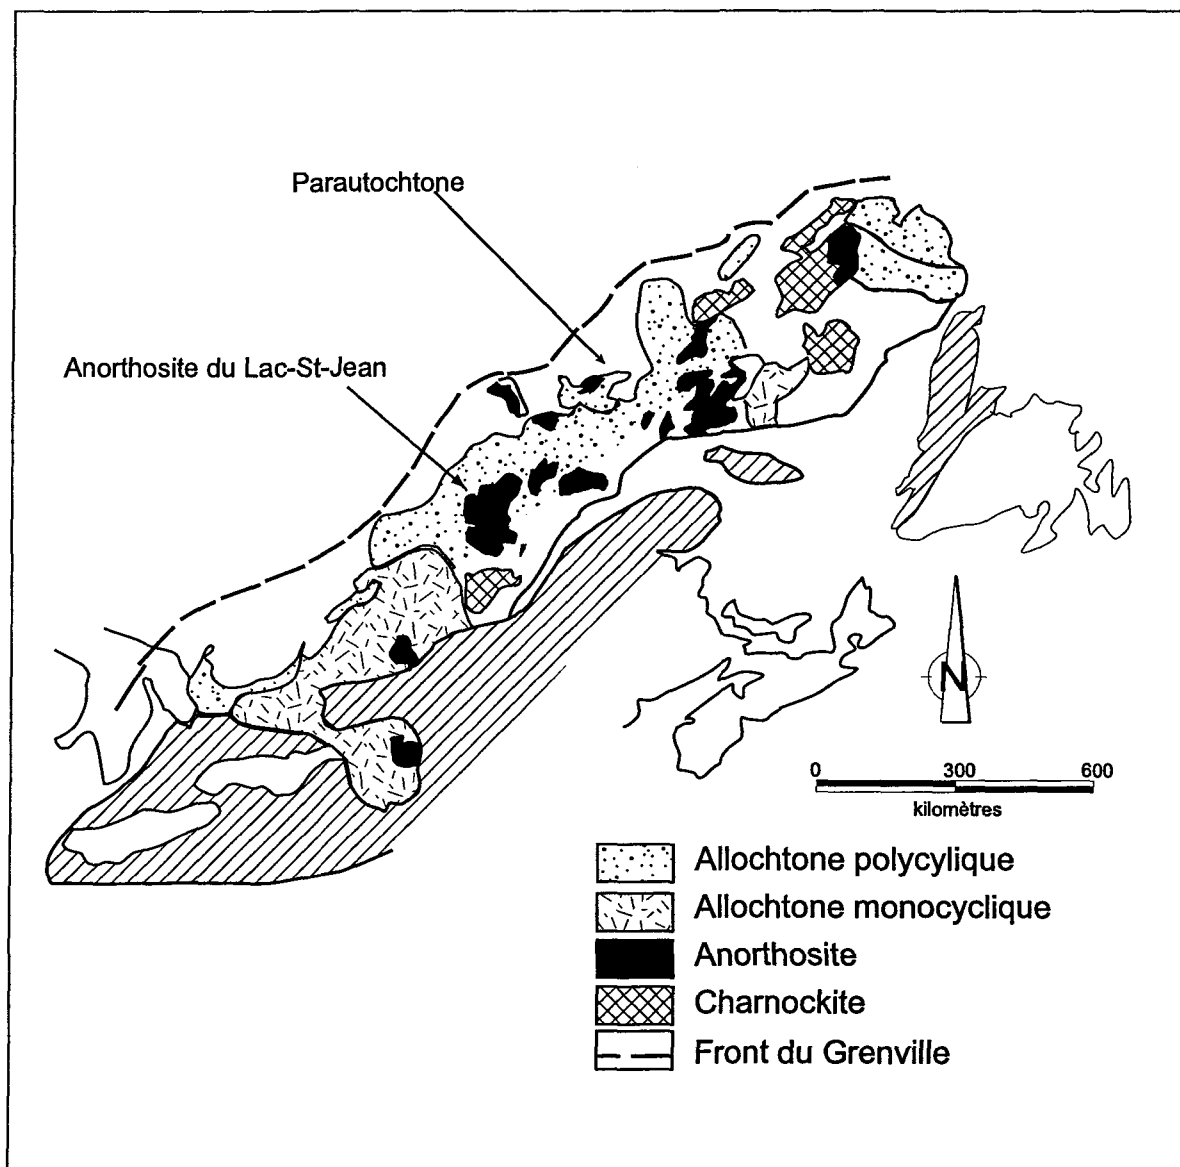 Parautochtone
Anorthosite du Lac-St-Jean
N
0 300 600
kilomètres
Allochtone polycylique
Allochtone monocyclique
Anorthosite
Charnockite
Front du Grenville